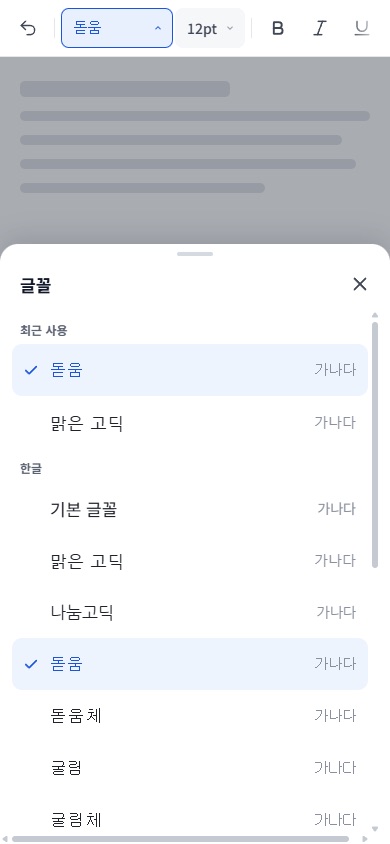 돋움 12pt B I U
글꼴
최근 사용
돋움 가나다
맑은 고딕 가나다
한글
기본 글꼴 가나다
맑은 고딕 가나다
나눔고딕 가나다
돋움 가나다
돋움체 가나다
굴림 가나다
굴림체 가나다